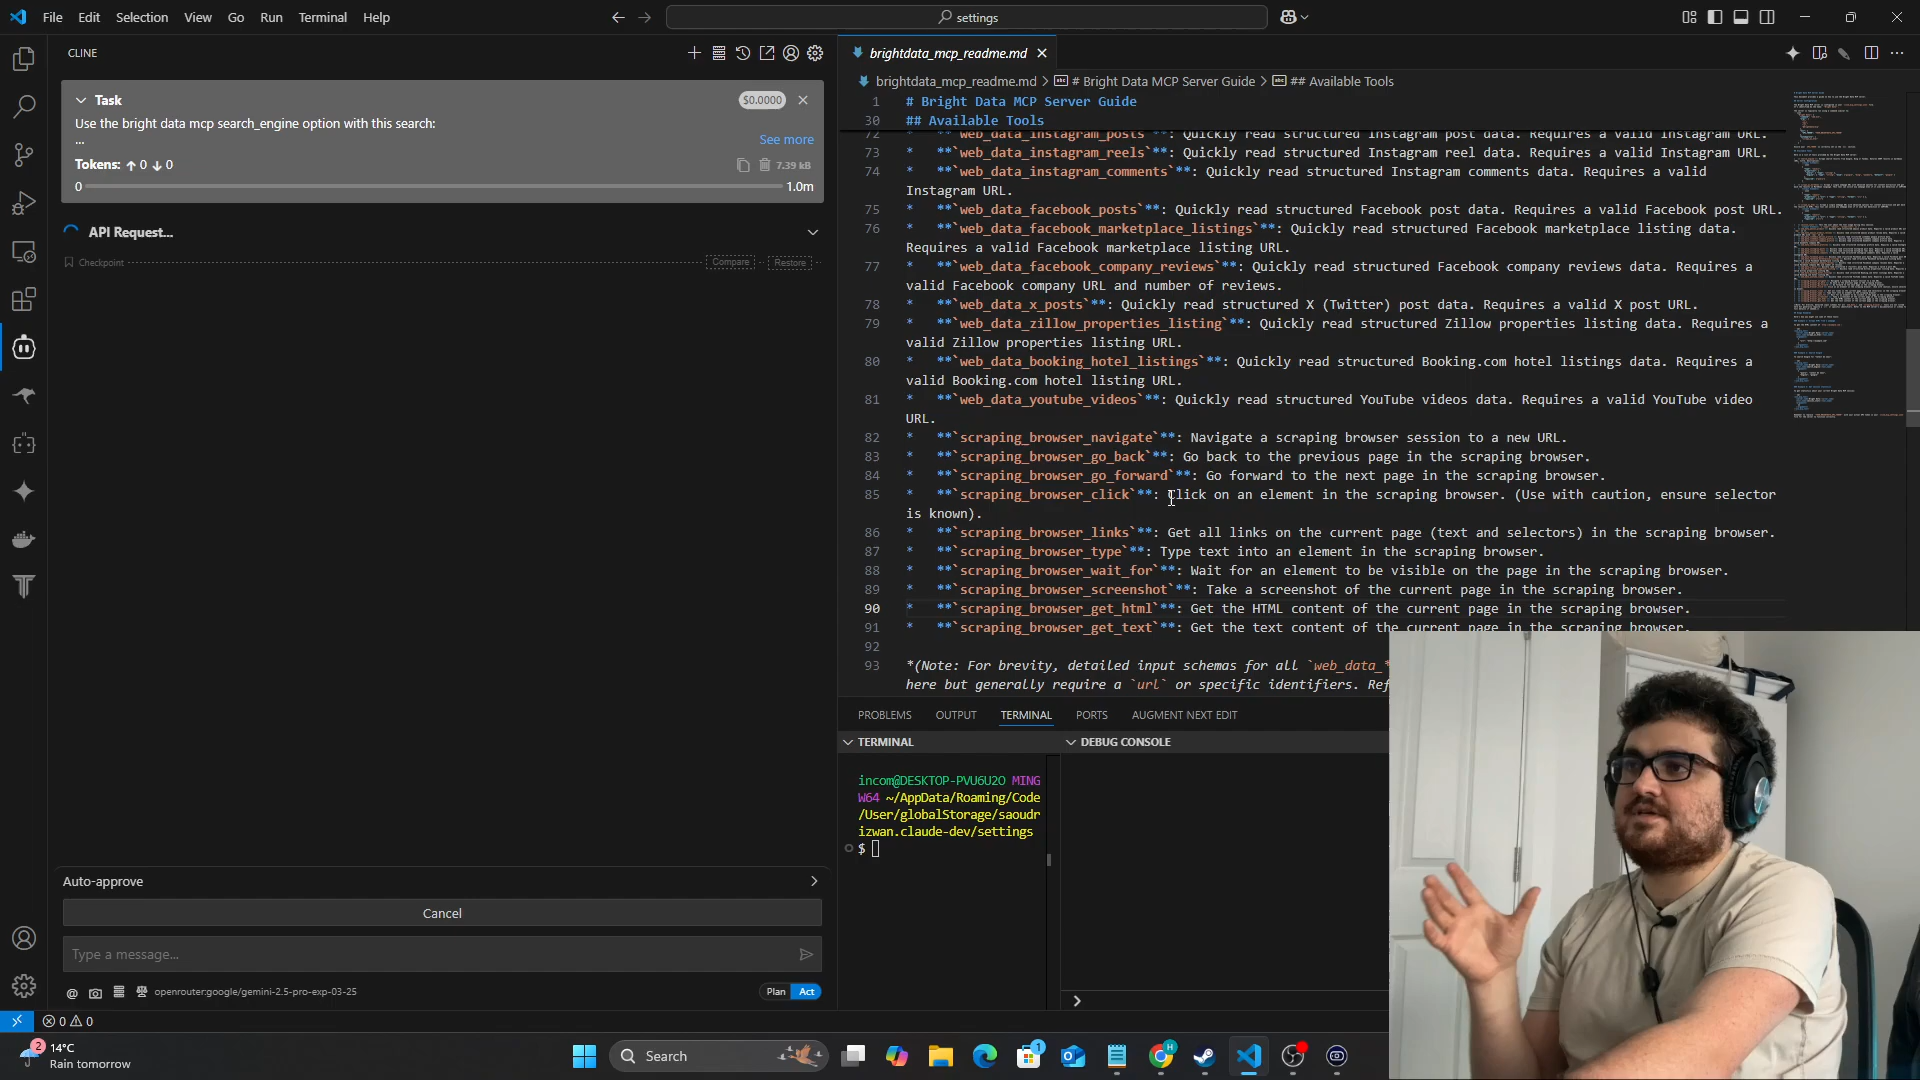 File Edit Selection View Go Run Terminal Help
settings
CLINE
Task
$0.0000
Use the bright data mcp search_engine option with this search:
...
See more
Tokens: ↑ 0 ↓ 0
7.39 kB
0
1.0m
API Request...
Checkpoint
Compare
Restore
Auto-approve
Cancel
Type a message...
@
openrouter:google/gemini-2.5-pro-exp-03-25
Plan Act
brightdata_mcp_readme.md
brightdata_mcp_readme.md > # Bright Data MCP Server Guide > ## Available Tools
1 # Bright Data MCP Server Guide
30 ## Available Tools
72 * **`web_data_instagram_posts`**: Quickly read structured Instagram post data. Requires a valid Instagram URL.
73 * **`web_data_instagram_reels`**: Quickly read structured Instagram reel data. Requires a valid Instagram URL.
74 * **`web_data_instagram_comments`**: Quickly read structured Instagram comments data. Requires a valid
Instagram URL.
75 * **`web_data_facebook_posts`**: Quickly read structured Facebook post data. Requires a valid Facebook post URL.
76 * **`web_data_facebook_marketplace_listings`**: Quickly read structured Facebook marketplace listing data.
Requires a valid Facebook marketplace listing URL.
77 * **`web_data_facebook_company_reviews`**: Quickly read structured Facebook company reviews data. Requires a
valid Facebook company URL and number of reviews.
78 * **`web_data_x_posts`**: Quickly read structured X (Twitter) post data. Requires a valid X post URL.
79 * **`web_data_zillow_properties_listing`**: Quickly read structured Zillow properties listing data. Requires a
valid Zillow properties listing URL.
80 * **`web_data_booking_hotel_listings`**: Quickly read structured Booking.com hotel listings data. Requires a
valid Booking.com hotel listing URL.
81 * **`web_data_youtube_videos`**: Quickly read structured YouTube videos data. Requires a valid YouTube video
URL.
82 * **`scraping_browser_navigate`**: Navigate a scraping browser session to a new URL.
83 * **`scraping_browser_go_back`**: Go back to the previous page in the scraping browser.
84 * **`scraping_browser_go_forward`**: Go forward to the next page in the scraping browser.
85 * **`scraping_browser_click`**: Click on an element in the scraping browser. (Use with caution, ensure selector
is known).
86 * **`scraping_browser_links`**: Get all links on the current page (text and selectors) in the scraping browser.
87 * **`scraping_browser_type`**: Type text into an element in the scraping browser.
88 * **`scraping_browser_wait_for`**: Wait for an element to be visible on the page in the scraping browser.
89 * **`scraping_browser_screenshot`**: Take a screenshot of the current page in the scraping browser.
90 * **`scraping_browser_get_html`**: Get the HTML content of the current page in the scraping browser.
91 * **`scraping_browser_get_text`**: Get the text content of the current page in the scraping browser.
92
93 *(Note: For brevity, detailed input schemas for all `web_data_*
here but generally require a `url` or specific identifiers. Ref
PROBLEMS OUTPUT TERMINAL PORTS AUGMENT NEXT EDIT
TERMINAL
DEBUG CONSOLE
incom@DESKTOP-PVU6U2O MING
W64 ~/AppData/Roaming/Code
/User/globalStorage/saoudr
izwan.claude-dev/settings
$
0 0
2
14°C
Rain tomorrow
Search
1
H